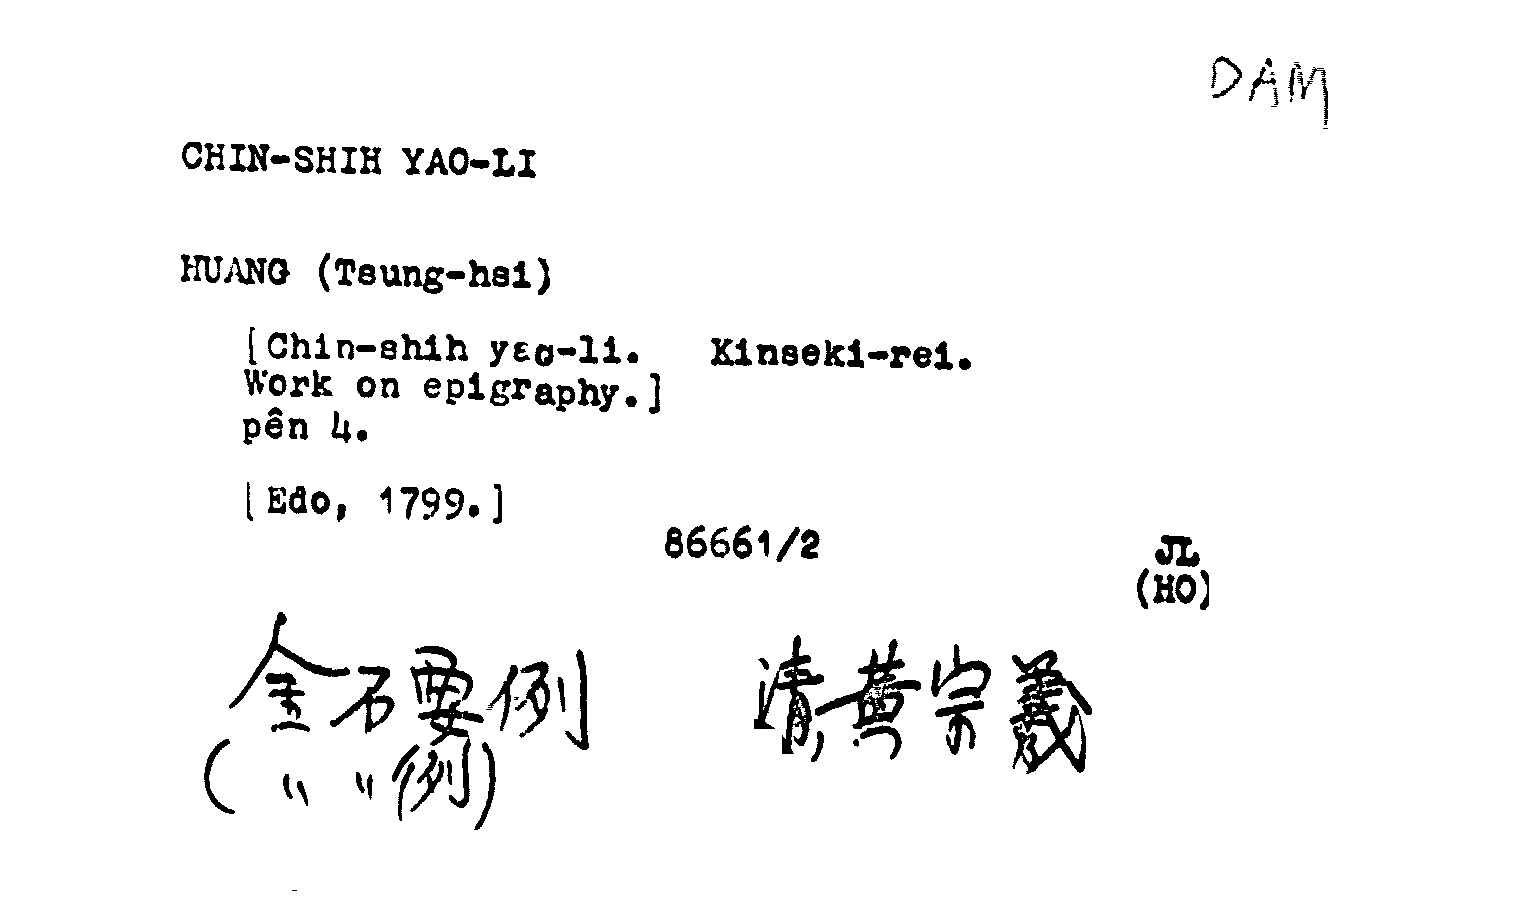 DAM
CHIN-SHIH YAO-LI
HUANG (Tsung-hsi)
[Chin-shih yao-li. Kinseki-rei.
Work on epigraphy.]
pên 4.
[Edo, 1799.]
86661/2
JL
(HO)
金石要例 清黄宗羲
(〃〃例)